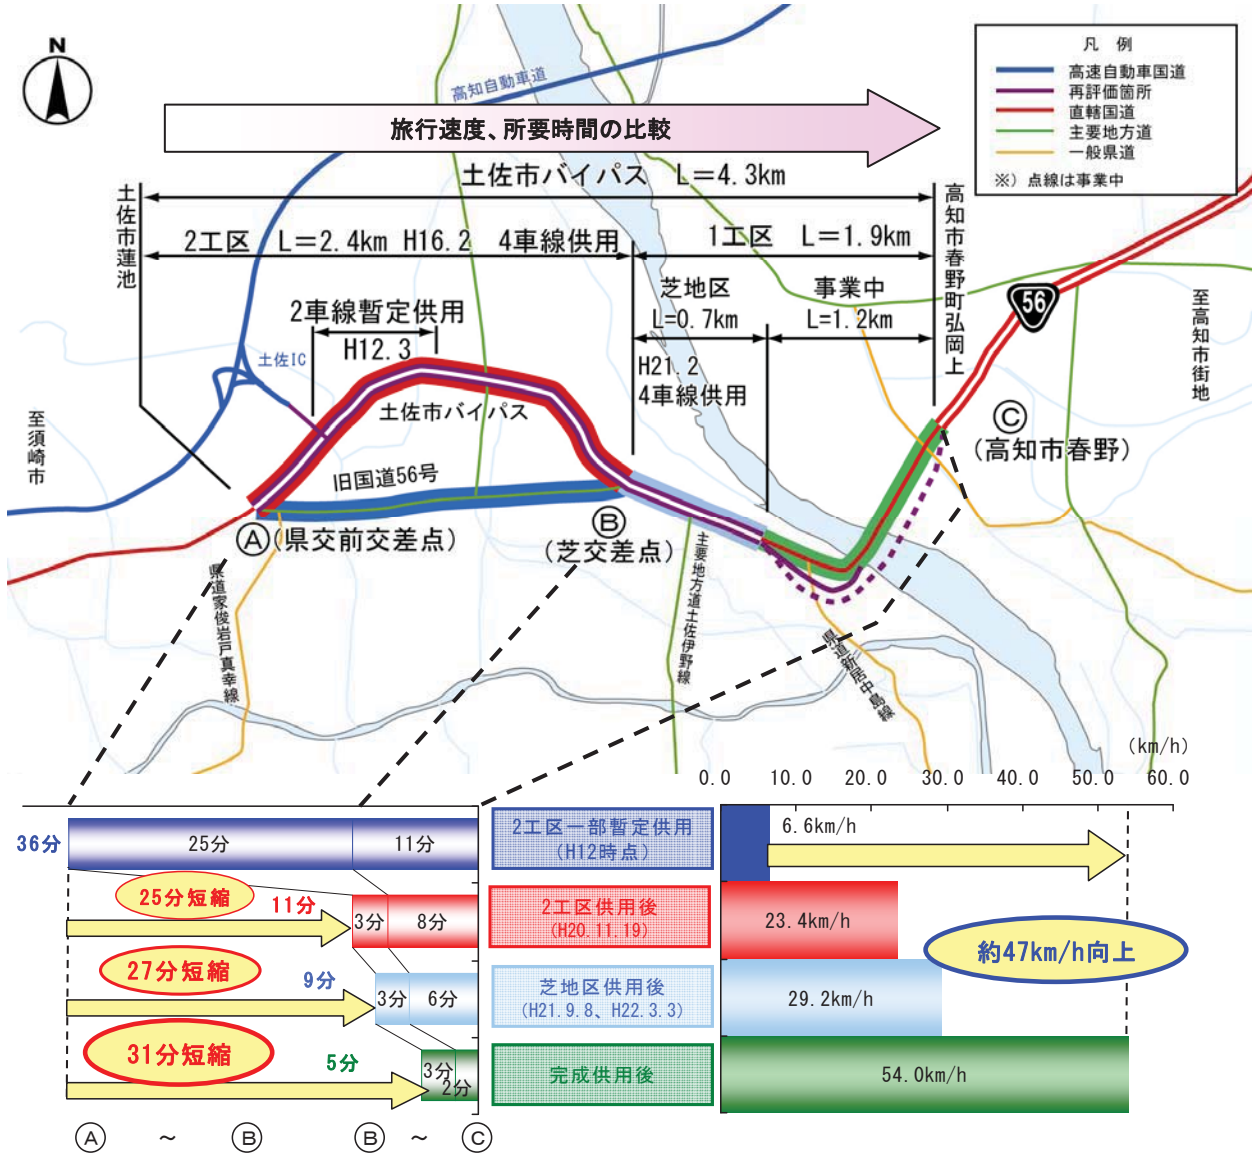 N
高知自動車道
凡 例
高速自動車国道
再評価箇所
直轄国道
主要地方道
一般県道
※）点線は事業中
旅行速度、所要時間の比較
土佐市バイパス L＝4.3km
土佐市蓮池
高知市春野町弘岡上
2工区 L＝2.4km H16.2 4車線供用
1工区 L＝1.9km
芝地区
L=0.7km
事業中
L=1.2km
2車線暫定供用
H12.3
H21.2
4車線供用
56
至高知市街地
土佐IC
土佐市バイパス
至須崎市
旧国道56号
Ⓒ
(高知市春野)
Ⓐ(県交前交差点)
Ⓑ
(芝交差点)
県道家俊岩戸真幸線
主要地方道土佐伊野線
県道新居中島線
(km/h)
0.0 10.0 20.0 30.0 40.0 50.0 60.0
36分 25分 11分
2工区一部暫定供用
(H12時点)
6.6km/h
25分短縮
11分 3分 8分
2工区供用後
(H20.11.19)
23.4km/h
約47km/h向上
27分短縮
9分 3分 6分
芝地区供用後
(H21.9.8、H22.3.3)
29.2km/h
31分短縮
5分 3分
2分
完成供用後
54.0km/h
Ⓐ ～ Ⓑ Ⓑ ～ Ⓒ